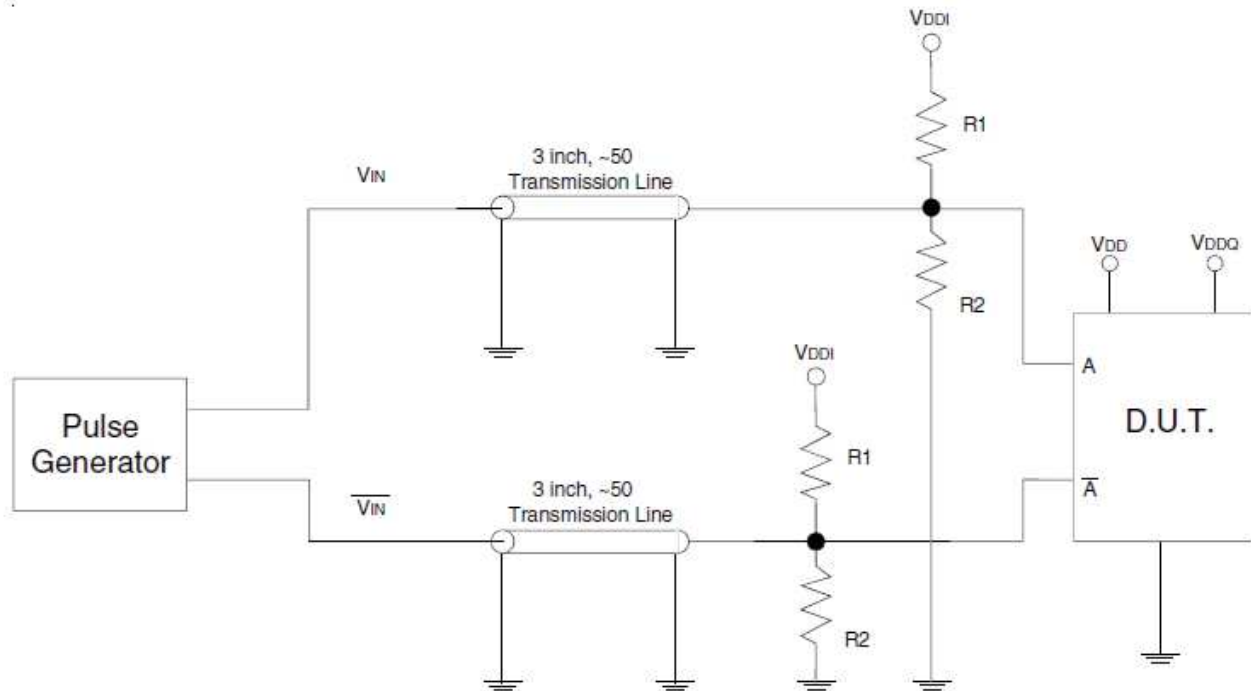 VDDI
R1
3 inch, ~50
Transmission Line
VIN
R2
VDD
VDDQ
VDDI
A
D.U.T.
Pulse
Generator
R1
A
3 inch, ~50
Transmission Line
VIN
R2